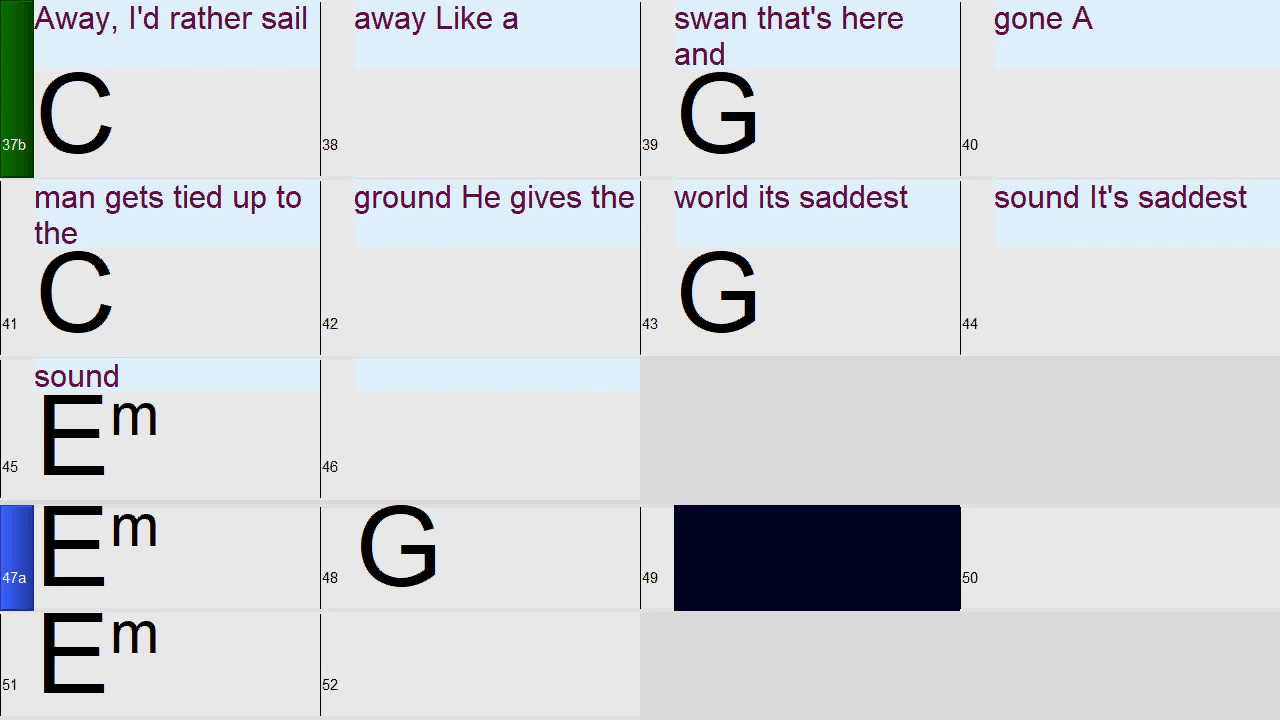 Away, I'd rather sail away Like a swan that's here gone A
and
C G
37b 38 39 40
man gets tied up to ground He gives the world its saddest sound It's saddest
the
C G
41 42 43 44
sound
Em
45 46
Em G
47a 48 49 50
Em
51 52